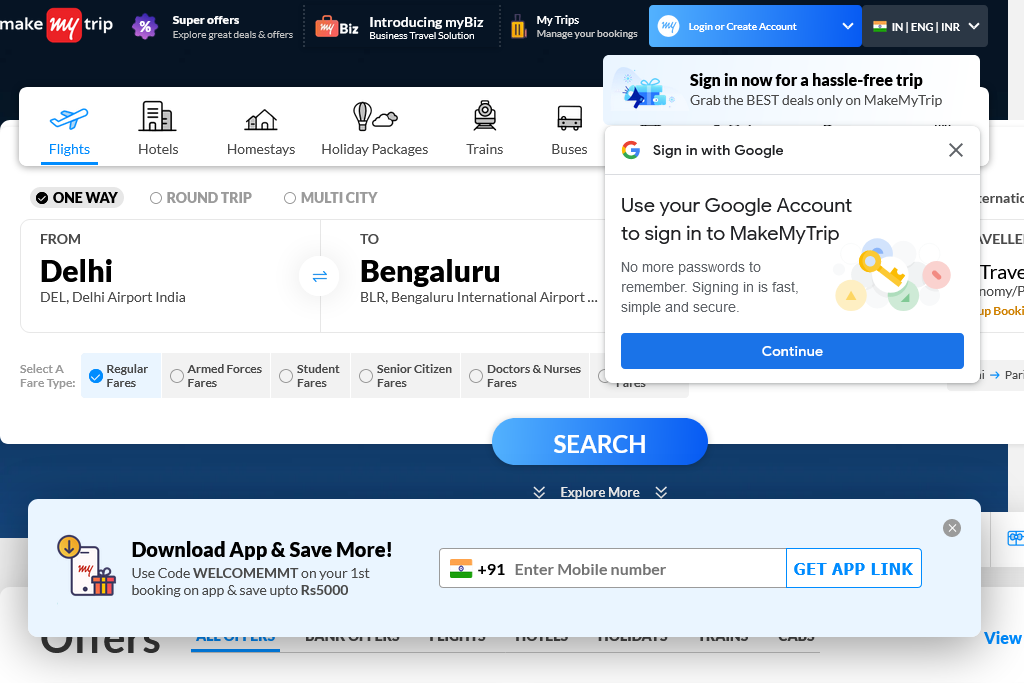 make my trip
%
Super offers
Explore great deals & offers
my Biz
Introducing myBiz
Business Travel Solution
My Trips
Manage your bookings
my
Login or Create Account
IN | ENG | INR
Sign in now for a hassle-free trip
Grab the BEST deals only on MakeMyTrip
Flights
Hotels
Homestays
Holiday Packages
Trains
Buses
Sign in with Google
Use your Google Account
to sign in to MakeMyTrip
No more passwords to
remember. Signing in is fast,
simple and secure.
Continue
ONE WAY
ROUND TRIP
MULTI CITY
FROM
Delhi
DEL, Delhi Airport India
TO
Bengaluru
BLR, Bengaluru International Airport ...
Select A
Fare Type:
Regular
Fares
Armed Forces
Fares
Student
Fares
Senior Citizen
Fares
Doctors & Nurses
Fares
Fares
SEARCH
Explore More
my
Download App & Save More!
Use Code WELCOMEMMT on your 1st
booking on app & save upto Rs5000
+91
Enter Mobile number
GET APP LINK
Offers
ALL OFFERS
BANK OFFERS
FLIGHTS
HOTELS
HOLIDAYS
TRAINS
CABS
View